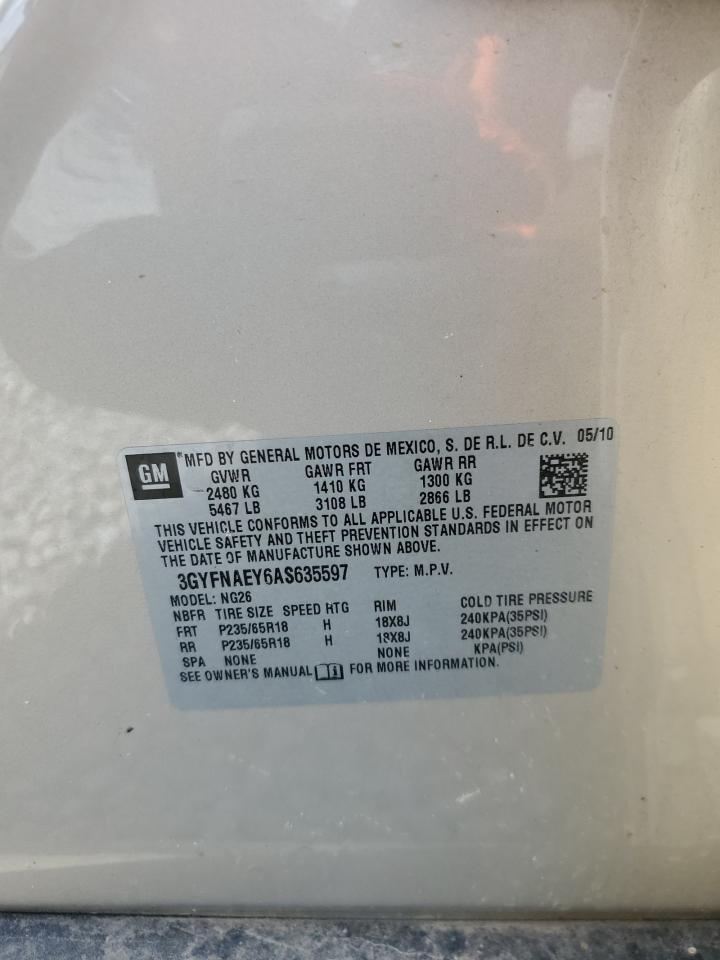 GM
®MFD BY GENERAL MOTORS DE MEXICO, S. DE R.L. DE C.V. 05/10
GVWR GAWR FRT GAWR RR
2480 KG 1410 KG 1300 KG
5467 LB 3108 LB 2866 LB
THIS VEHICLE CONFORMS TO ALL APPLICABLE U.S. FEDERAL MOTOR
VEHICLE SAFETY AND THEFT PREVENTION STANDARDS IN EFFECT ON
THE DATE OF MANUFACTURE SHOWN ABOVE.
3GYFNAEY6AS635597 TYPE: M.P.V.
MODEL: NG26
NBFR TIRE SIZE SPEED HTG RIM COLD TIRE PRESSURE
FRT P235/65R18 H 18X8J 240KPA(35PSI)
RR P235/65R18 H 18X8J 240KPA(35PSI)
SPA NONE NONE KPA(PSI)
SEE OWNER'S MANUAL FOR MORE INFORMATION.